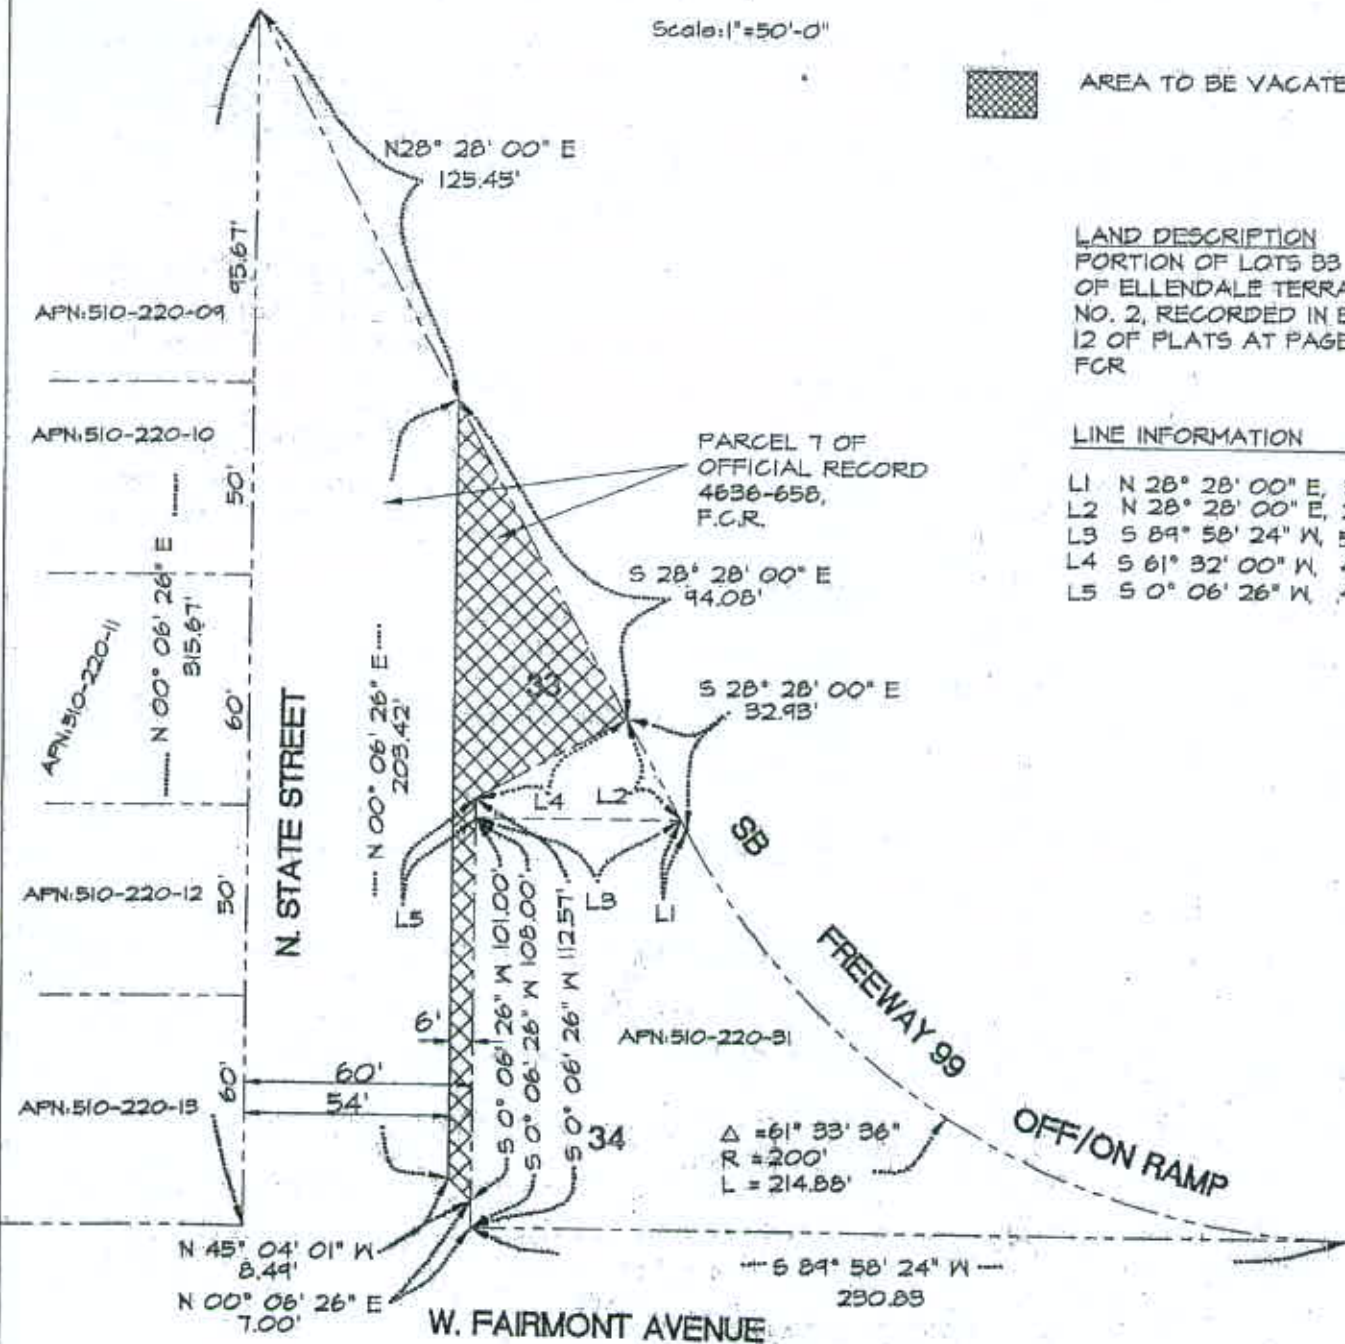 Scale:1"=50'-0"
AREA TO BE VACATE
N28° 28' 00" E
125.45'
LAND DESCRIPTION
PORTION OF LOTS 33
OF ELLENDALE TERRA
NO. 2, RECORDED IN
12 OF PLATS AT PAGE
FCR
95.67'
APN:510-220-09
APN:510-220-10
50'
PARCEL 7 OF
OFFICIAL RECORD
4636-658,
F.C.R.
LINE INFORMATION
L1 N 28° 28' 00" E,
L2 N 28° 28' 00" E,
L3 S 89° 58' 24" W,
L4 S 61° 32' 00" W,
L5 S 0° 06' 26" W,
N 00° 06' 26" E
315.67'
APN:510-220-11
60'
S 28° 28' 00" E
94.08'
33
S 28° 28' 00" E
32.93'
N 00° 06' 26" E
203.42'
N. STATE STREET
L4
L2
SB
APN:510-220-12
50'
L5
L3
L1
S 0° 06' 26" W 101.00'
S 0° 06' 26" W 108.00'
S 0° 06' 26" W 112.57'
FREEWAY 99
6'
APN:510-220-31
60'
60'
54'
APN:510-220-13
34
Δ =61° 33' 36"
R = 200'
L = 214.88'
OFF/ON RAMP
N 45° 04' 01" W
8.49'
N 00° 06' 26" E
7.00'
S 89° 58' 24" W
230.83
W. FAIRMONT AVENUE